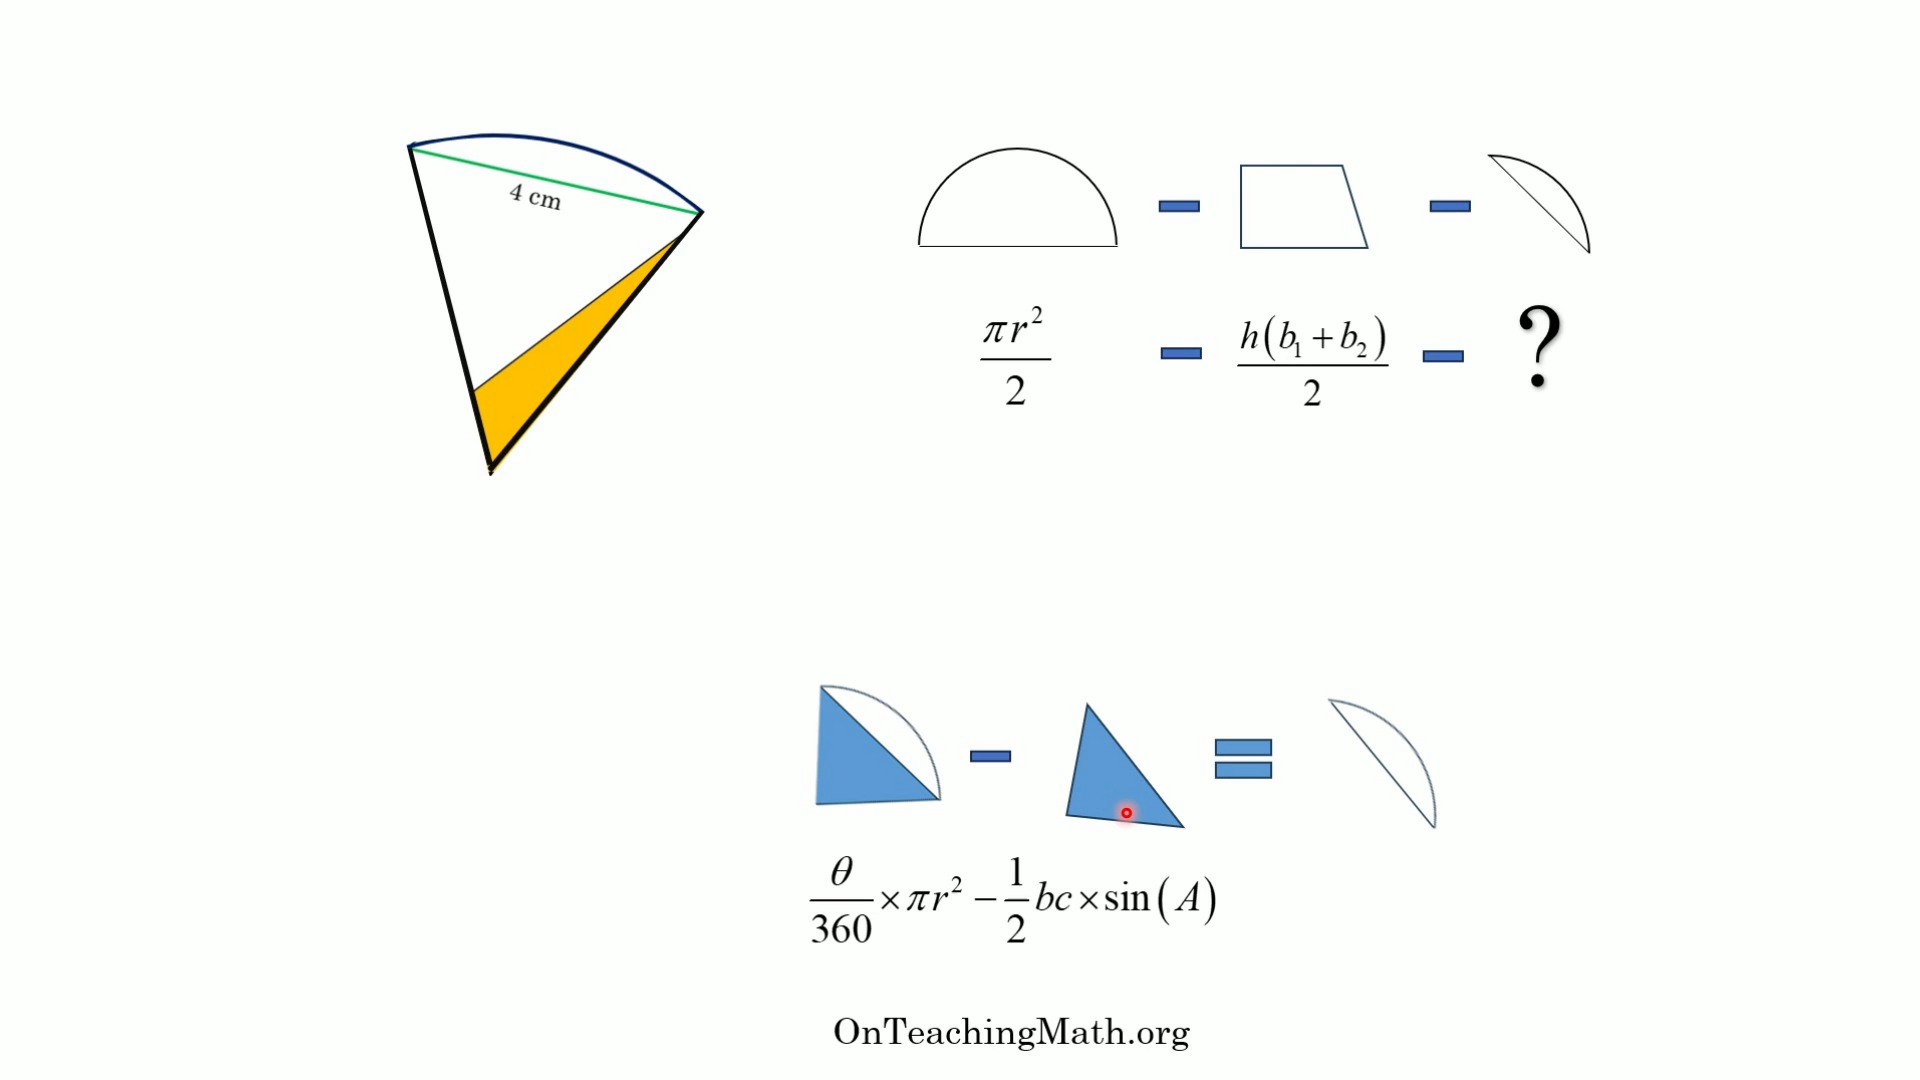 4 cm
πr²/2 − h(b₁ + b₂)/2 − ?
θ/360 × πr² − 1/2 bc × sin(A)
OnTeachingMath.org